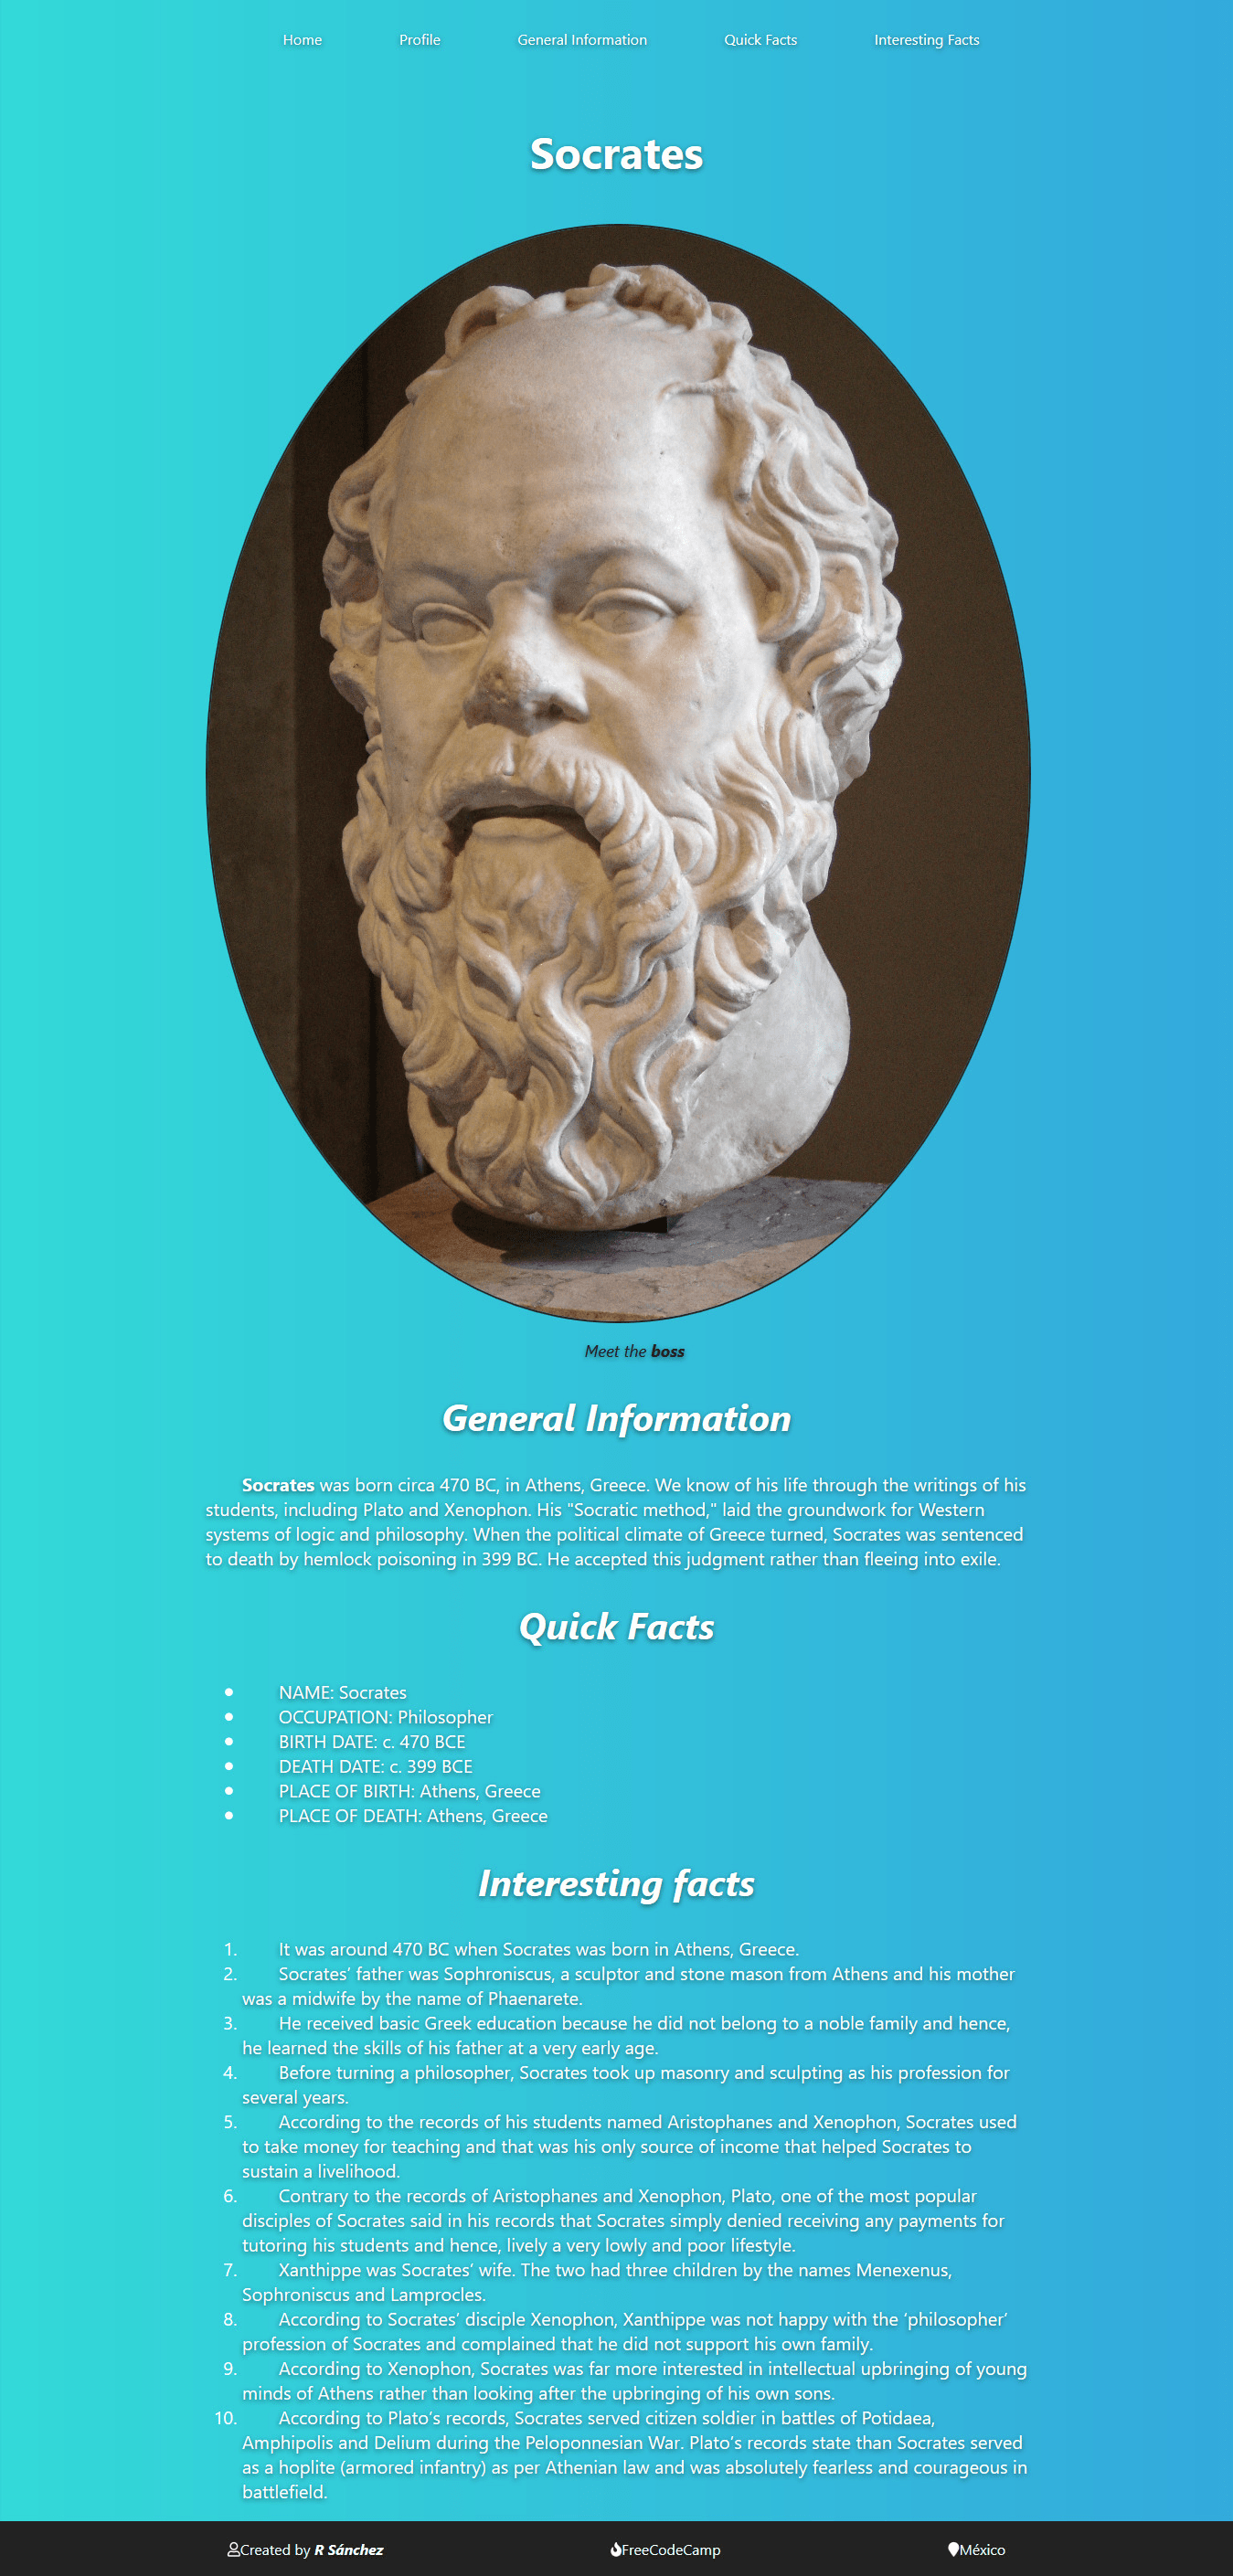 Home Profile General Information Quick Facts Interesting Facts
Socrates
Meet the boss
General Information
Socrates was born circa 470 BC, in Athens, Greece. We know of his life through the writings of his
students, including Plato and Xenophon. His "Socratic method," laid the groundwork for Western
systems of logic and philosophy. When the political climate of Greece turned, Socrates was sentenced
to death by hemlock poisoning in 399 BC. He accepted this judgment rather than fleeing into exile.
Quick Facts
• NAME: Socrates
• OCCUPATION: Philosopher
• BIRTH DATE: c. 470 BCE
• DEATH DATE: c. 399 BCE
• PLACE OF BIRTH: Athens, Greece
• PLACE OF DEATH: Athens, Greece
Interesting facts
1. It was around 470 BC when Socrates was born in Athens, Greece.
2. Socrates’ father was Sophroniscus, a sculptor and stone mason from Athens and his mother
was a midwife by the name of Phaenarete.
3. He received basic Greek education because he did not belong to a noble family and hence,
he learned the skills of his father at a very early age.
4. Before turning a philosopher, Socrates took up masonry and sculpting as his profession for
several years.
5. According to the records of his students named Aristophanes and Xenophon, Socrates used
to take money for teaching and that was his only source of income that helped Socrates to
sustain a livelihood.
6. Contrary to the records of Aristophanes and Xenophon, Plato, one of the most popular
disciples of Socrates said in his records that Socrates simply denied receiving any payments for
tutoring his students and hence, lively a very lowly and poor lifestyle.
7. Xanthippe was Socrates’ wife. The two had three children by the names Menexenus,
Sophroniscus and Lamprocles.
8. According to Socrates’ disciple Xenophon, Xanthippe was not happy with the ‘philosopher’
profession of Socrates and complained that he did not support his own family.
9. According to Xenophon, Socrates was far more interested in intellectual upbringing of young
minds of Athens rather than looking after the upbringing of his own sons.
10. According to Plato’s records, Socrates served citizen soldier in battles of Potidaea,
Amphipolis and Delium during the Peloponnesian War. Plato’s records state than Socrates served
as a hoplite (armored infantry) as per Athenian law and was absolutely fearless and courageous in
battlefield.
Created by R Sánchez FreeCodeCamp México